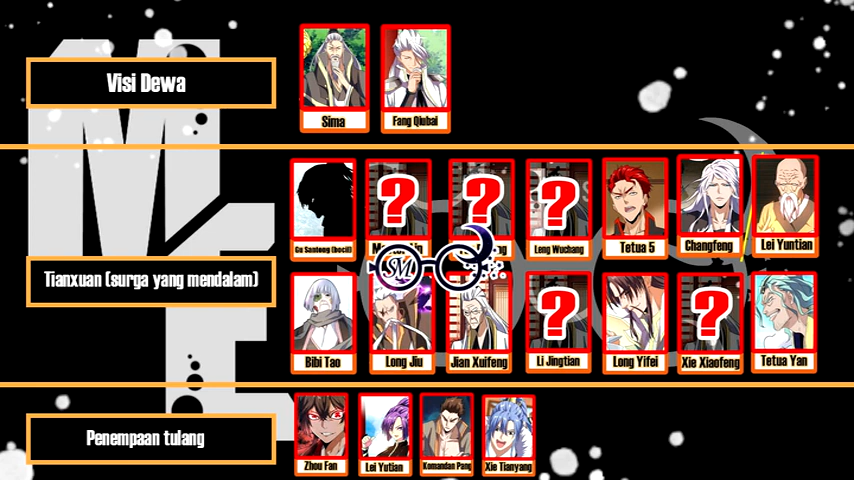 Visi Dewa
Sima
Fang Qiubai
Tianxuan (surga yang mendalam)
Gu Santong (bocil)
?
?
?
Leng Wuchang
Tetua 5
Changfeng
Lei Yuntian
SM
Bibi Tao
Long Jiu
Jian Xuifeng
?
Li Jingtian
Long Yifei
?
Xie Xiaofeng
Tetua Yan
Penempaan tulang
Zhou Fan
Lei Yutian
Komandan Pang
Xie Tianyang